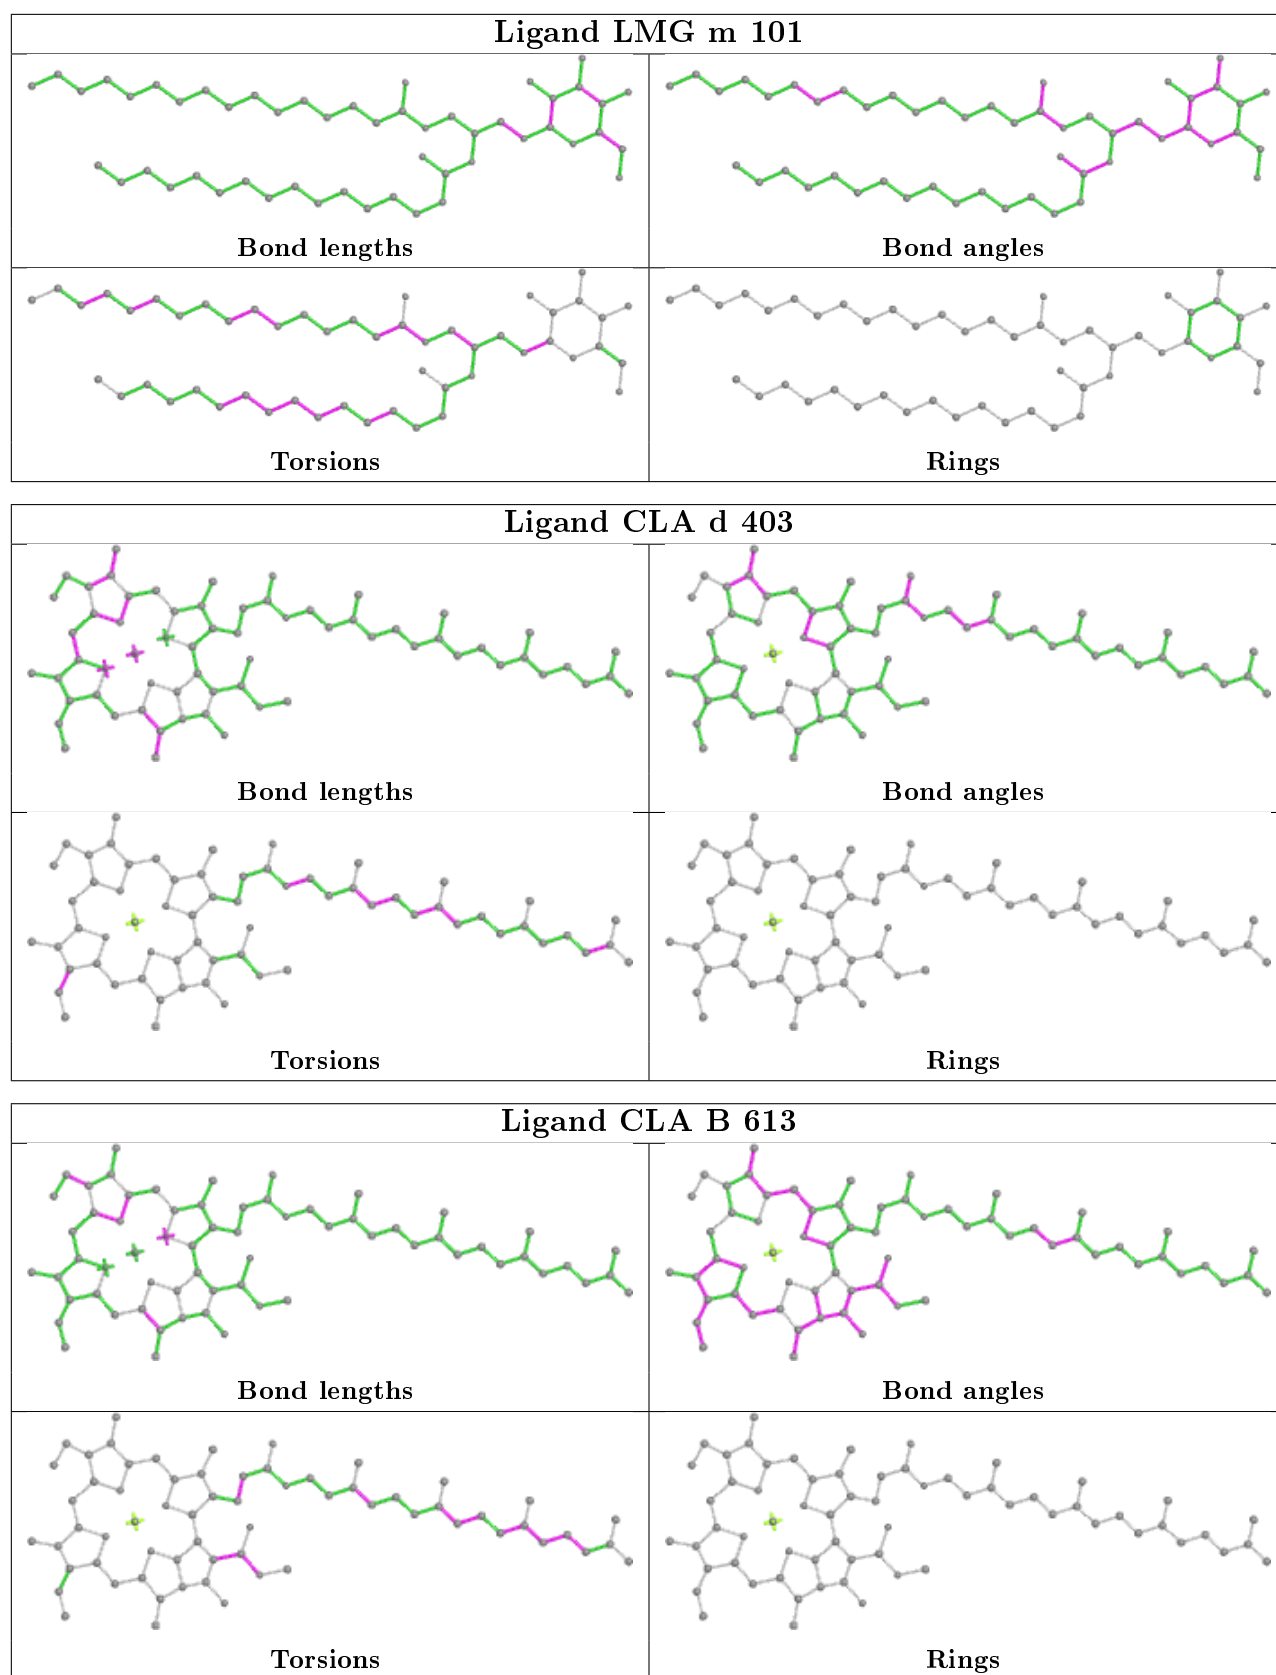 Ligand LMG m 101
Bond lengths
Bond angles
Torsions
Rings
Ligand CLA d 403
Bond lengths
Bond angles
Torsions
Rings
Ligand CLA B 613
Bond lengths
Bond angles
Torsions
Rings